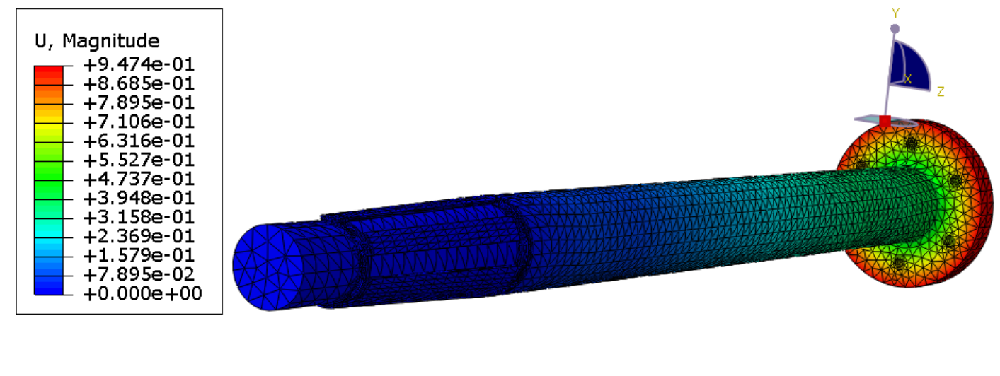 U, Magnitude
+9.474e-01
+8.685e-01
+7.895e-01
+7.106e-01
+6.316e-01
+5.527e-01
+4.737e-01
+3.948e-01
+3.158e-01
+2.369e-01
+1.579e-01
+7.895e-02
+0.000e+00
Y
X
Z